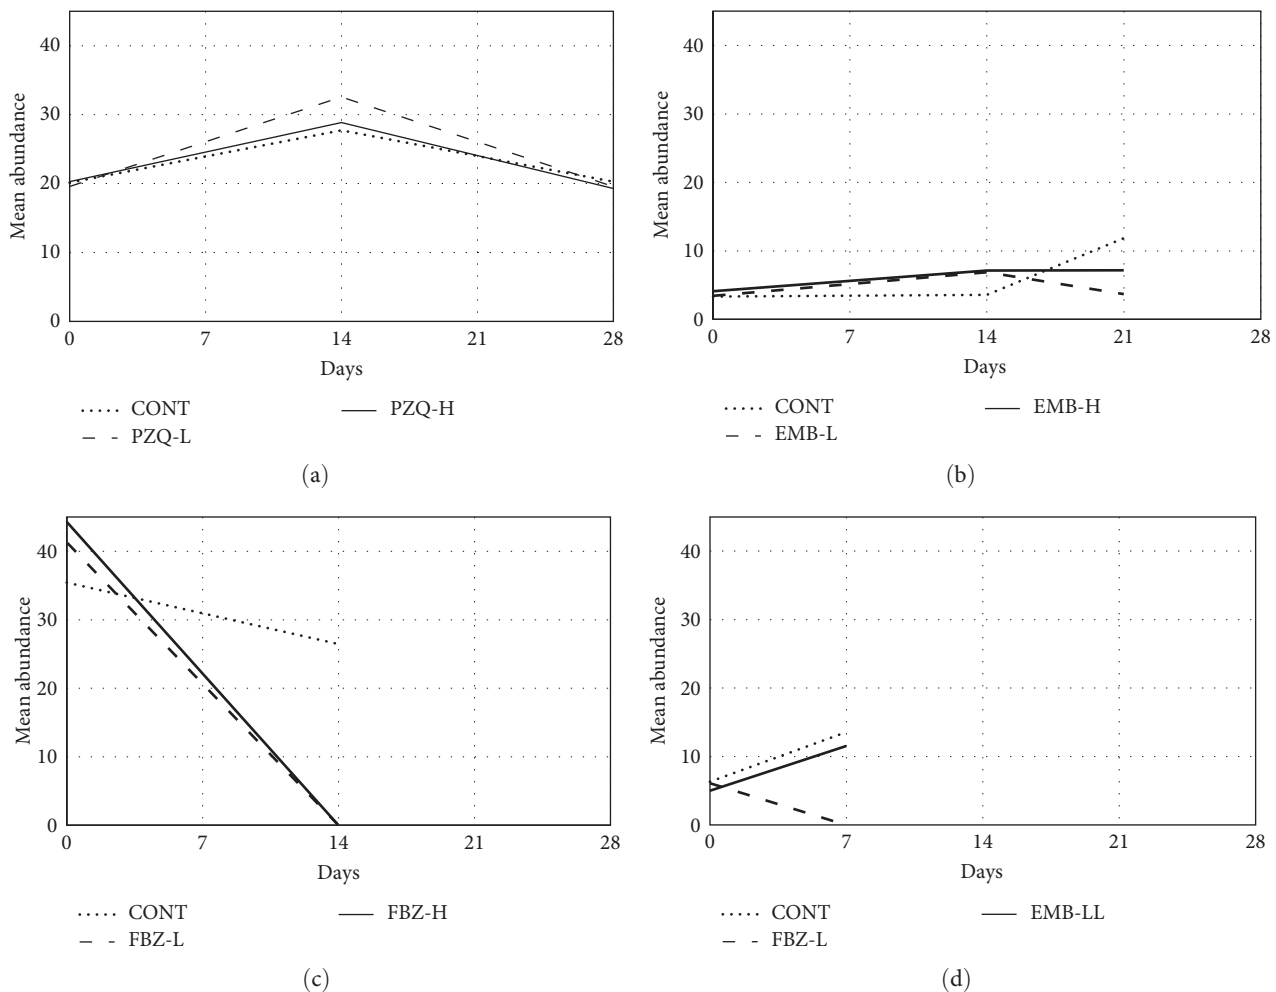 40
30
20
10
0
Mean abundance
0 7 14 21 28
Days
CONT PZQ-H
PZQ-L
(a)
40
30
20
10
0
Mean abundance
0 7 14 21 28
Days
CONT EMB-H
EMB-L
(b)
40
30
20
10
0
Mean abundance
0 7 14 21 28
Days
CONT FBZ-H
FBZ-L
(c)
40
30
20
10
0
Mean abundance
0 7 14 21 28
Days
CONT EMB-LL
FBZ-L
(d)